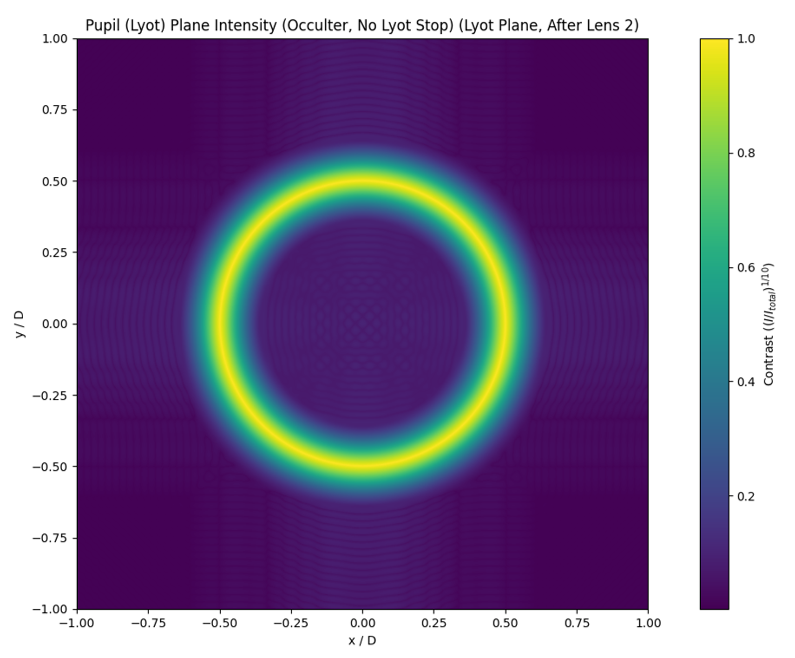 Pupil (Lyot) Plane Intensity (Occulter, No Lyot Stop) (Lyot Plane, After Lens 2)
1.00
0.75
0.50
0.25
0.00
−0.25
−0.50
−0.75
−1.00
y / D
−1.00 −0.75 −0.50 −0.25 0.00 0.25 0.50 0.75 1.00
x / D
1.0
0.8
0.6
0.4
0.2
Contrast ((I/I_{total})^{1/10})